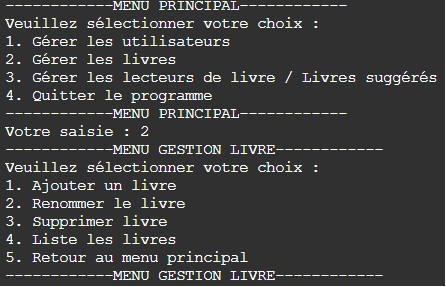 ------------MENU PRINCIPAL------------
Veuillez sélectionner votre choix :
1. Gérer les utilisateurs
2. Gérer les livres
3. Gérer les lecteurs de livre / Livres suggérés
4. Quitter le programme
------------MENU PRINCIPAL------------
Votre saisie : 2
------------MENU GESTION LIVRE------------
Veuillez sélectionner votre choix :
1. Ajouter un livre
2. Renommer le livre
3. Supprimer livre
4. Liste les livres
5. Retour au menu principal
------------MENU GESTION LIVRE------------